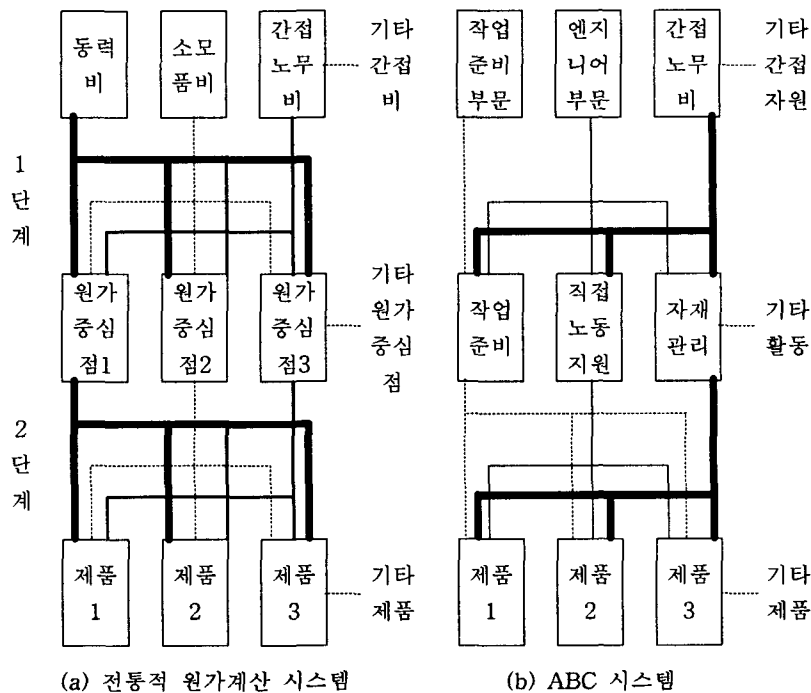 동력
비
소모
품비
간접
노무
비
기타
간접
비
1
단
계
원가
중심
점1
원가
중심
점2
원가
중심
점3
기타
원가
중심
점
2
단
계
제품
1
제품
2
제품
3
기타
제품
(a) 전통적 원가계산 시스템
작업
준비
부문
엔지
니어
부문
간접
노무
비
기타
간접
자원
작업
준비
직접
노동
지원
자재
관리
기타
활동
제품
1
제품
2
제품
3
기타
제품
(b) ABC 시스템